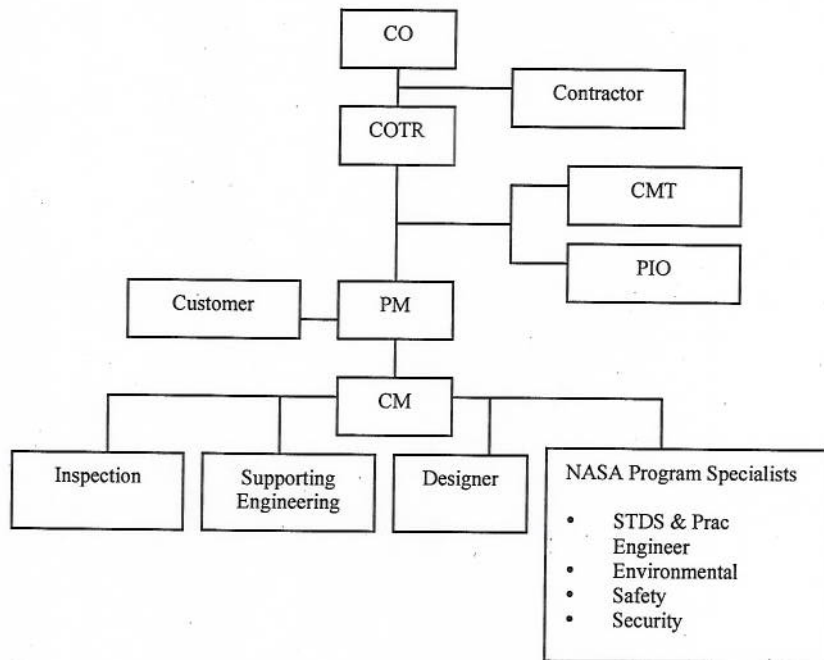 CO
Contractor
COTR
CMT
PIO
Customer
PM
CM
Inspection
Supporting
Engineering
Designer
NASA Program Specialists
• STDS & Prac
Engineer
• Environmental
• Safety
• Security